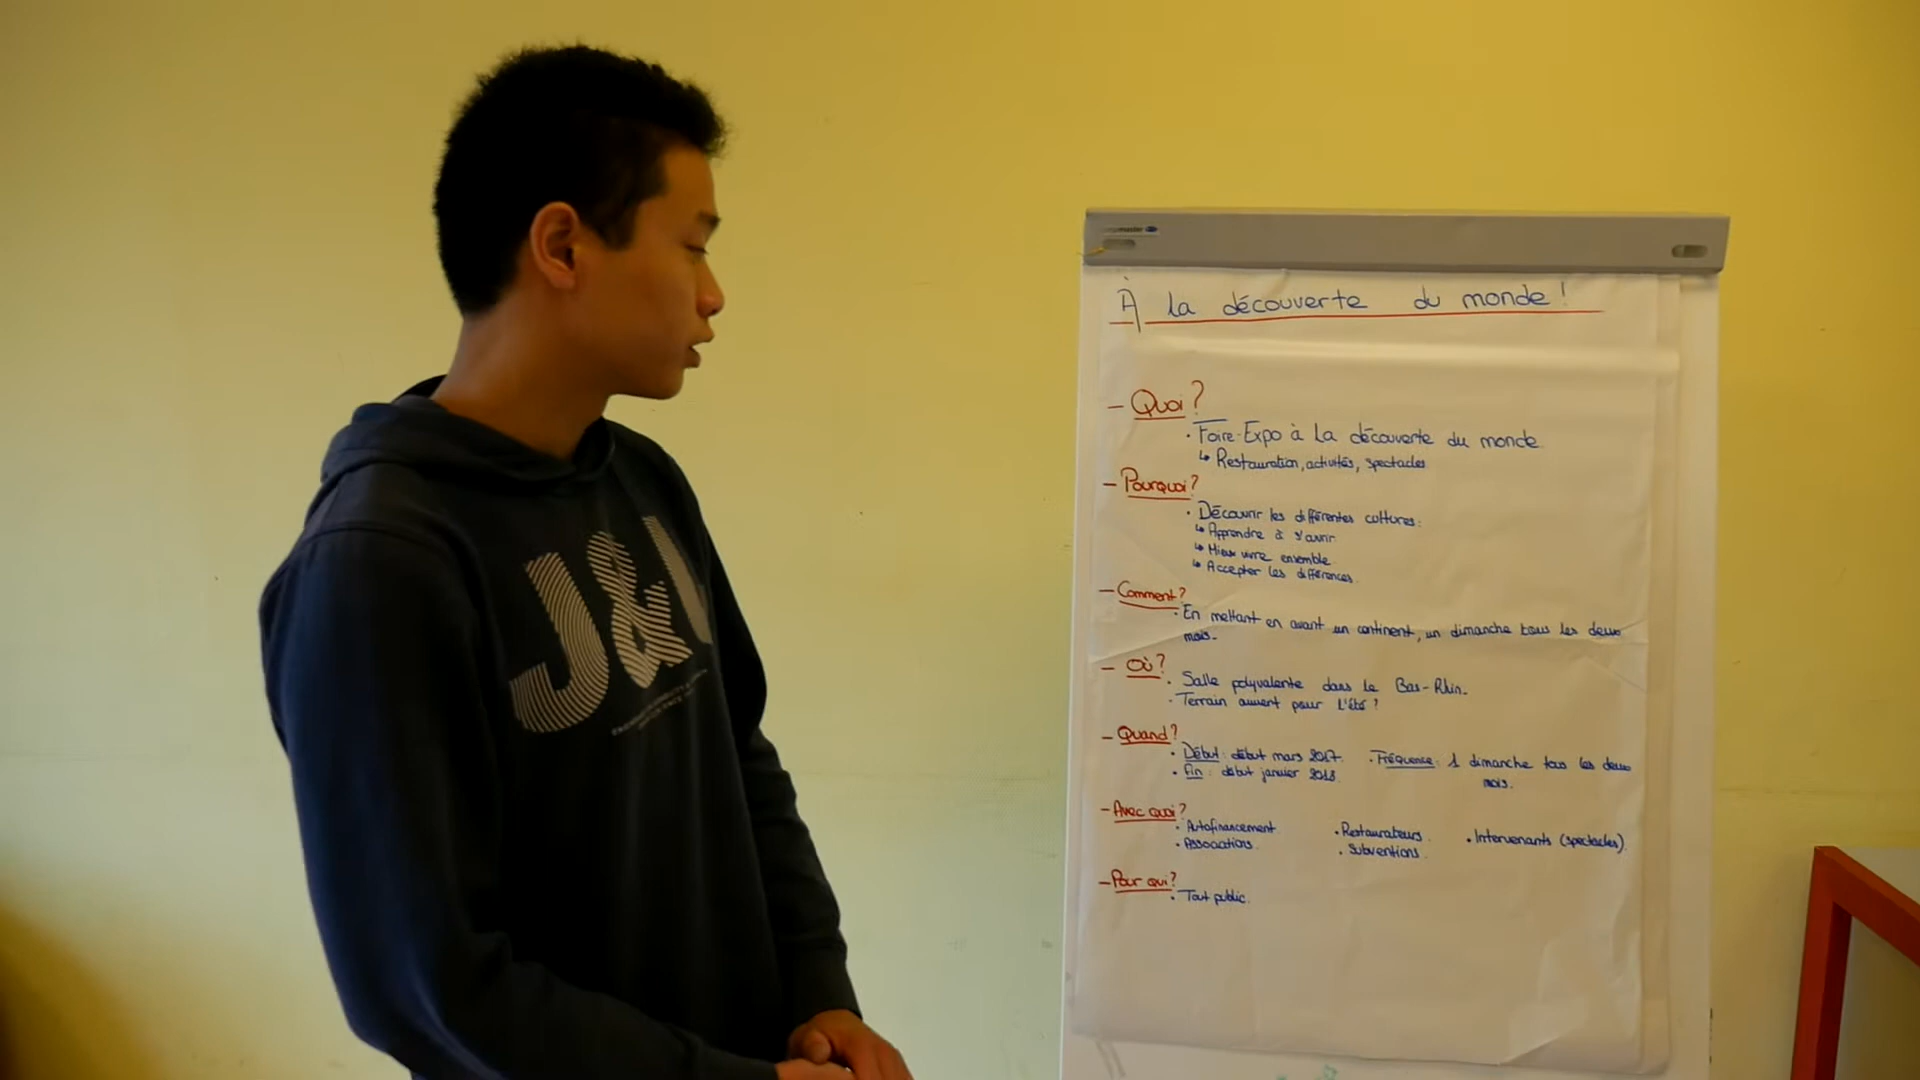 À la découverte du monde !
- Quoi ?
• Foire-Expo à La découverte du monde
↳ Restauration, activités, spectacles
- Pourquoi ?
• Découvrir les différentes cultures :
↳ Apprendre à s'ouvrir
↳ Mieux vivre ensemble
↳ Accepter les différences.
- Comment ?
• En mettant en avant un continent, un dimanche tous les deux
mois.
- Où ?
• Salle polyvalente dans le Bas-Rhin.
• Terrain ouvert pour l'été ?
- Quand ?
• Début : début mars 2017. • Fréquence : 1 dimanche tous les deux
• Fin : début janvier 2018. mois.
- Avec quoi ?
• Autofinancement • Restaurateurs. • Intervenants (spectacles).
• Associations. • Subventions.
- Pour qui ?
• Tout public.
J&